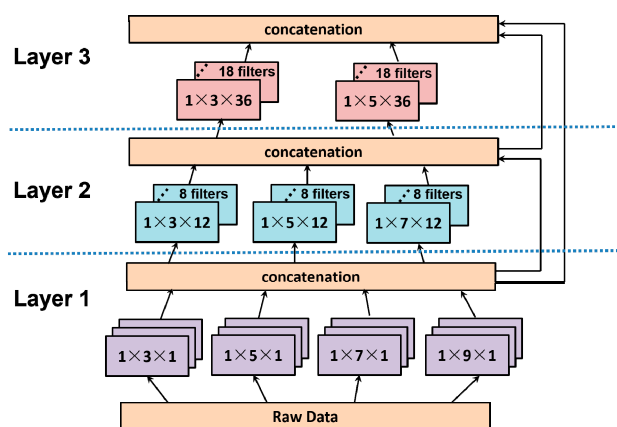 concatenation
Layer 3
18 filters
18 filters
1×3×36
1×5×36
concatenation
Layer 2
8 filters
8 filters
8 filters
1×3×12
1×5×12
1×7×12
concatenation
Layer 1
1×3×1
1×5×1
1×7×1
1×9×1
Raw Data